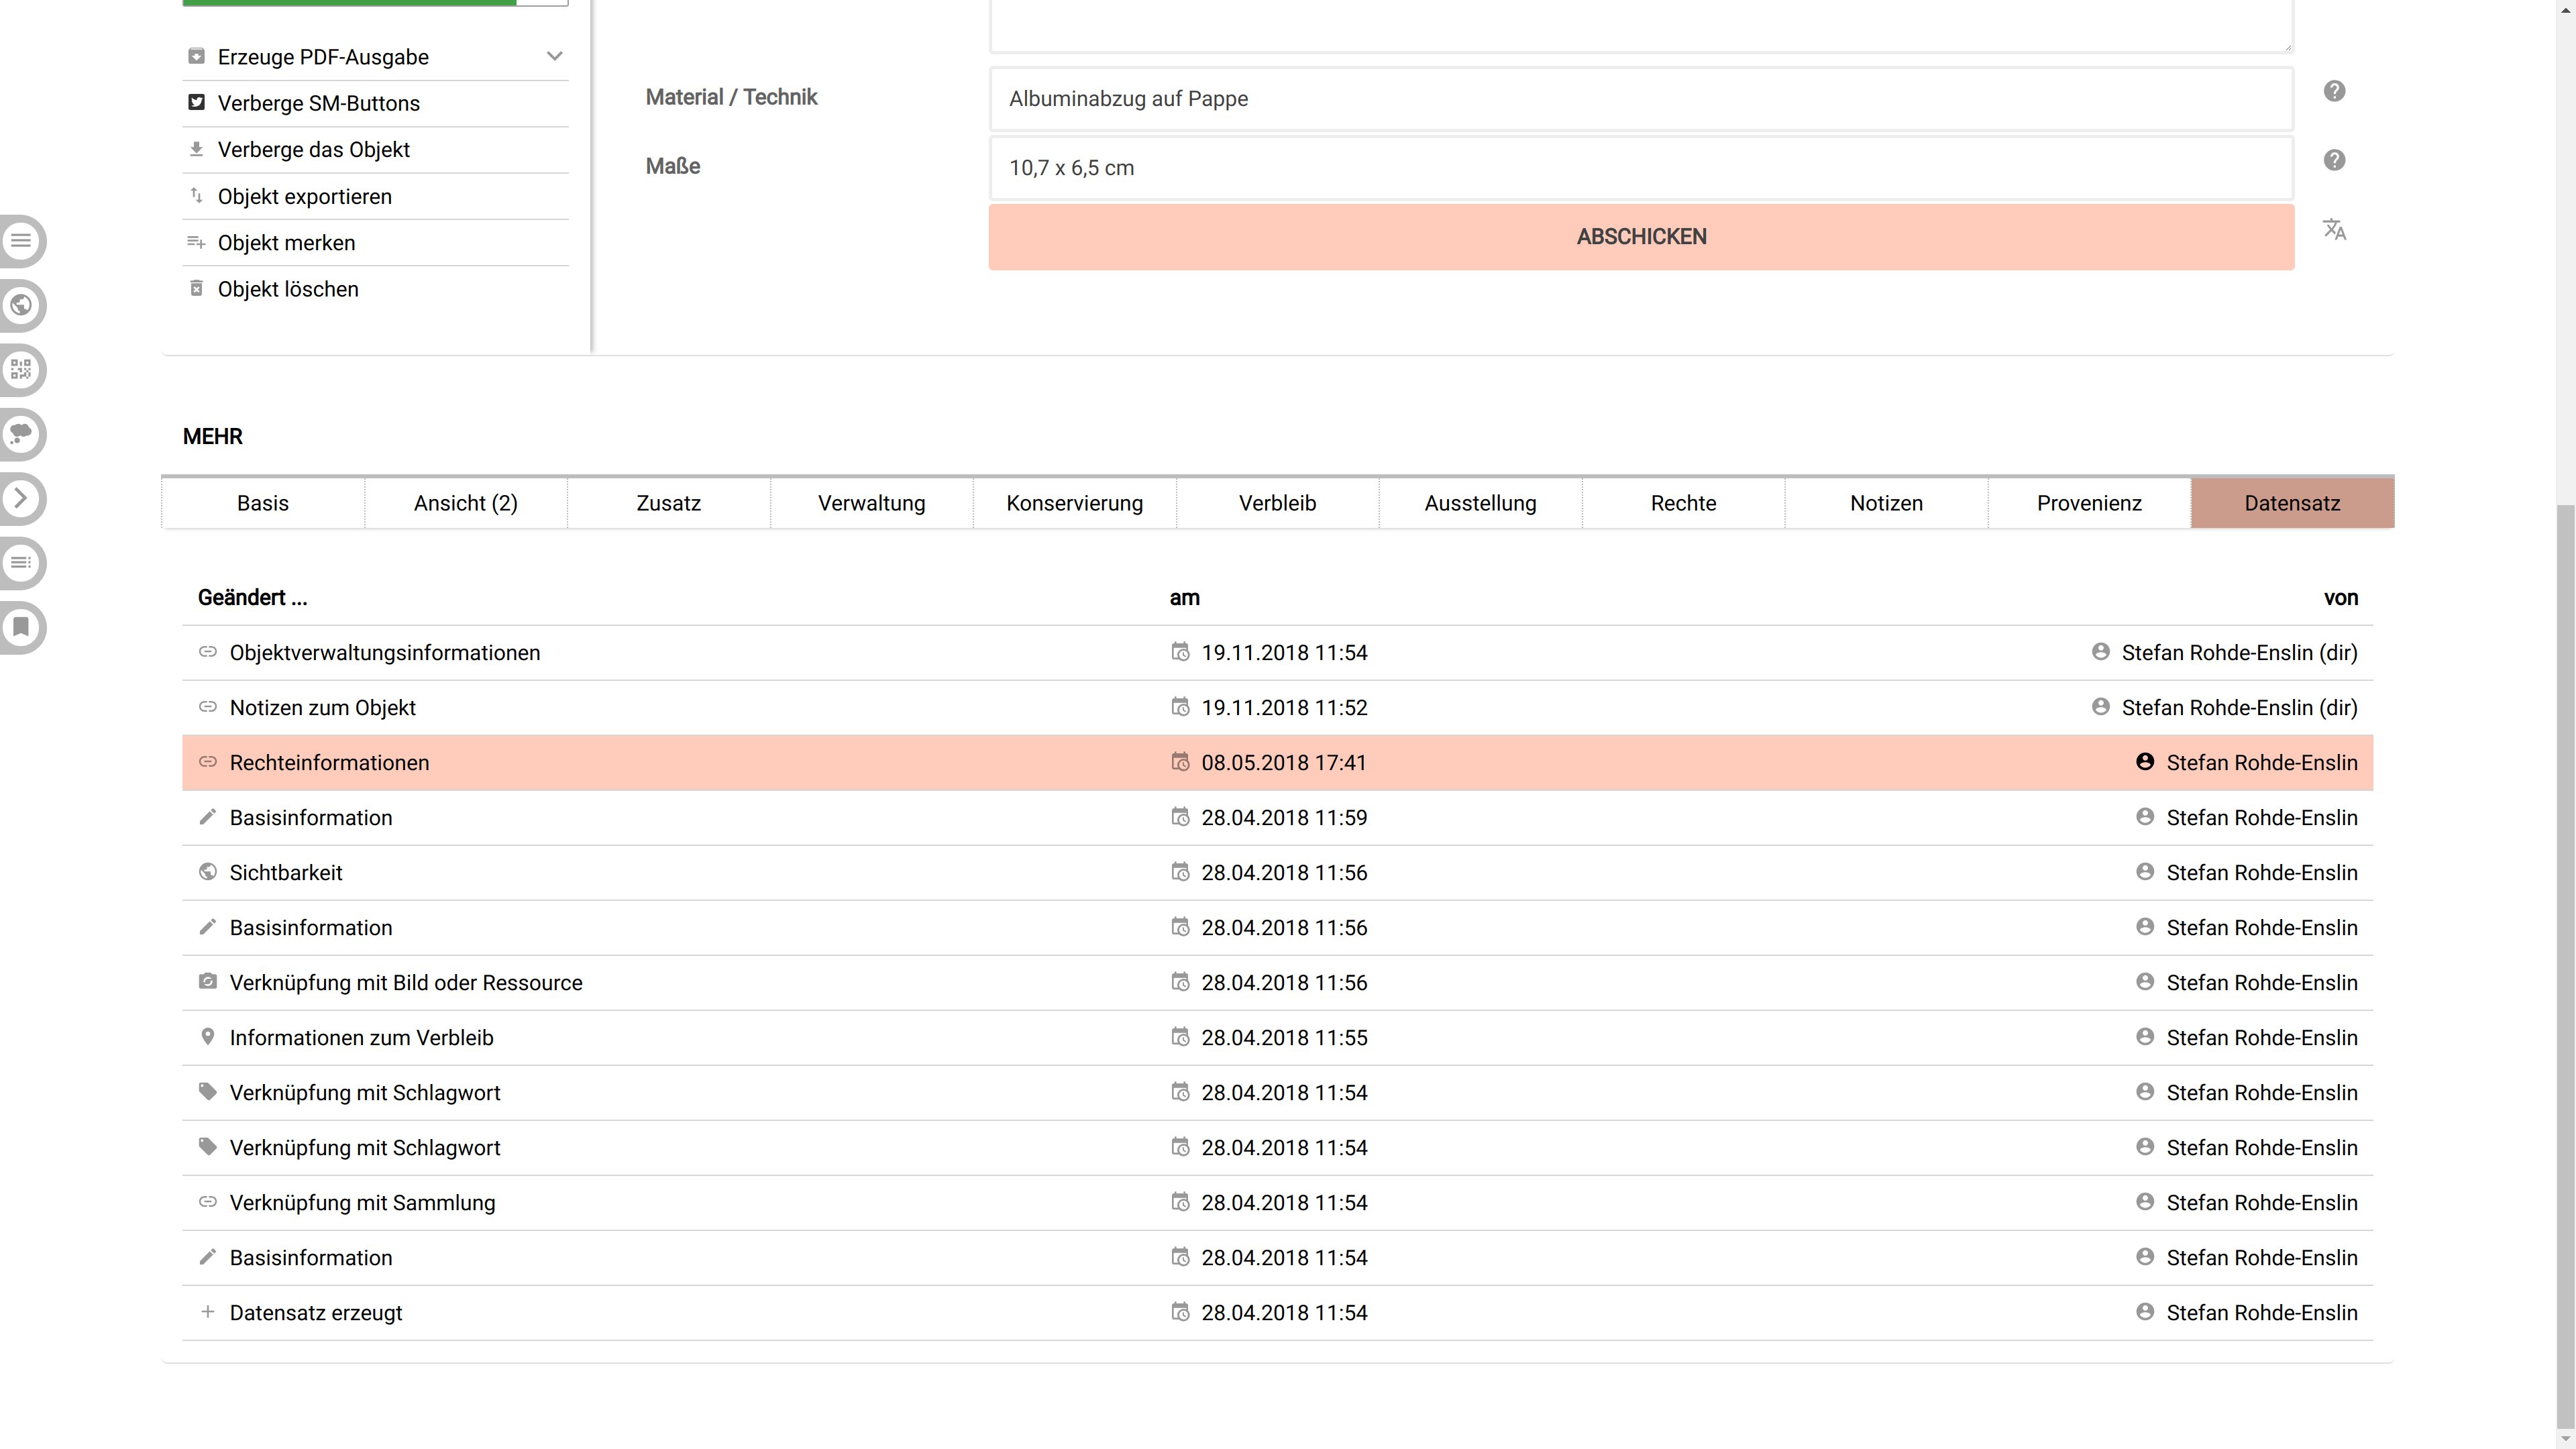 Erzeuge PDF-Ausgabe
Verberge SM-Buttons
Verberge das Objekt
Objekt exportieren
Objekt merken
Objekt löschen
Material / Technik
Albuminabzug auf Pappe
Maße
10,7 x 6,5 cm
ABSCHICKEN
MEHR
Basis Ansicht (2) Zusatz Verwaltung Konservierung Verbleib Ausstellung Rechte Notizen Provenienz Datensatz
Geändert ... am von
Objektverwaltungsinformationen 19.11.2018 11:54 Stefan Rohde-Enslin (dir)
Notizen zum Objekt 19.11.2018 11:52 Stefan Rohde-Enslin (dir)
Rechteinformationen 08.05.2018 17:41 Stefan Rohde-Enslin
Basisinformation 28.04.2018 11:59 Stefan Rohde-Enslin
Sichtbarkeit 28.04.2018 11:56 Stefan Rohde-Enslin
Basisinformation 28.04.2018 11:56 Stefan Rohde-Enslin
Verknüpfung mit Bild oder Ressource 28.04.2018 11:56 Stefan Rohde-Enslin
Informationen zum Verbleib 28.04.2018 11:55 Stefan Rohde-Enslin
Verknüpfung mit Schlagwort 28.04.2018 11:54 Stefan Rohde-Enslin
Verknüpfung mit Schlagwort 28.04.2018 11:54 Stefan Rohde-Enslin
Verknüpfung mit Sammlung 28.04.2018 11:54 Stefan Rohde-Enslin
Basisinformation 28.04.2018 11:54 Stefan Rohde-Enslin
Datensatz erzeugt 28.04.2018 11:54 Stefan Rohde-Enslin